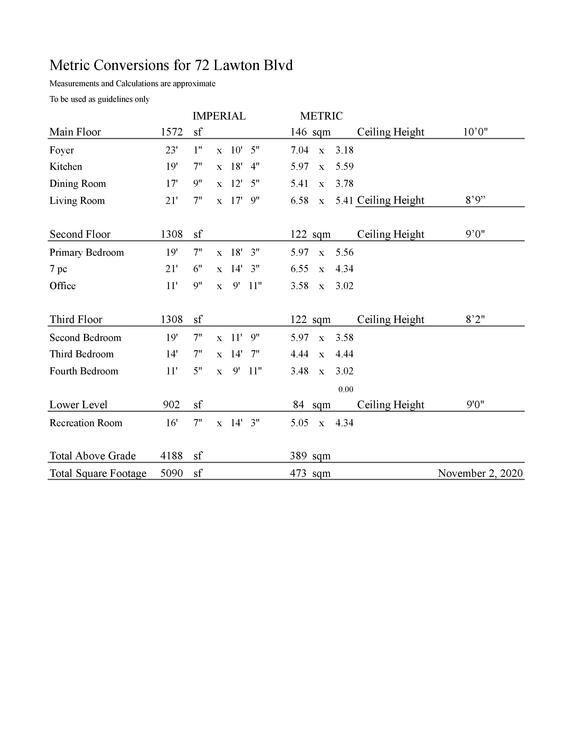 Metric Conversions for 72 Lawton Blvd
Measurements and Calculations are approximate
To be used as guidelines only
IMPERIAL METRIC
Main Floor 1572 sf 146 sqm Ceiling Height 10'0"
Foyer 23' 1" x 10' 5" 7.04 x 3.18
Kitchen 19' 7" x 18' 4" 5.97 x 5.59
Dining Room 17' 9" x 12' 5" 5.41 x 3.78
Living Room 21' 7" x 17' 9" 6.58 x 5.41 Ceiling Height 8'9”
Second Floor 1308 sf 122 sqm Ceiling Height 9'0"
Primary Bedroom 19' 7" x 18' 3" 5.97 x 5.56
7 pc 21' 6" x 14' 3" 6.55 x 4.34
Office 11' 9" x 9' 11" 3.58 x 3.02
Third Floor 1308 sf 122 sqm Ceiling Height 8'2"
Second Bedroom 19' 7" x 11' 9" 5.97 x 3.58
Third Bedroom 14' 7" x 14' 7" 4.44 x 4.44
Fourth Bedroom 11' 5" x 9' 11" 3.48 x 3.02
0.00
Lower Level 902 sf 84 sqm Ceiling Height 9'0"
Recreation Room 16' 7" x 14' 3" 5.05 x 4.34
Total Above Grade 4188 sf 389 sqm
Total Square Footage 5090 sf 473 sqm November 2, 2020